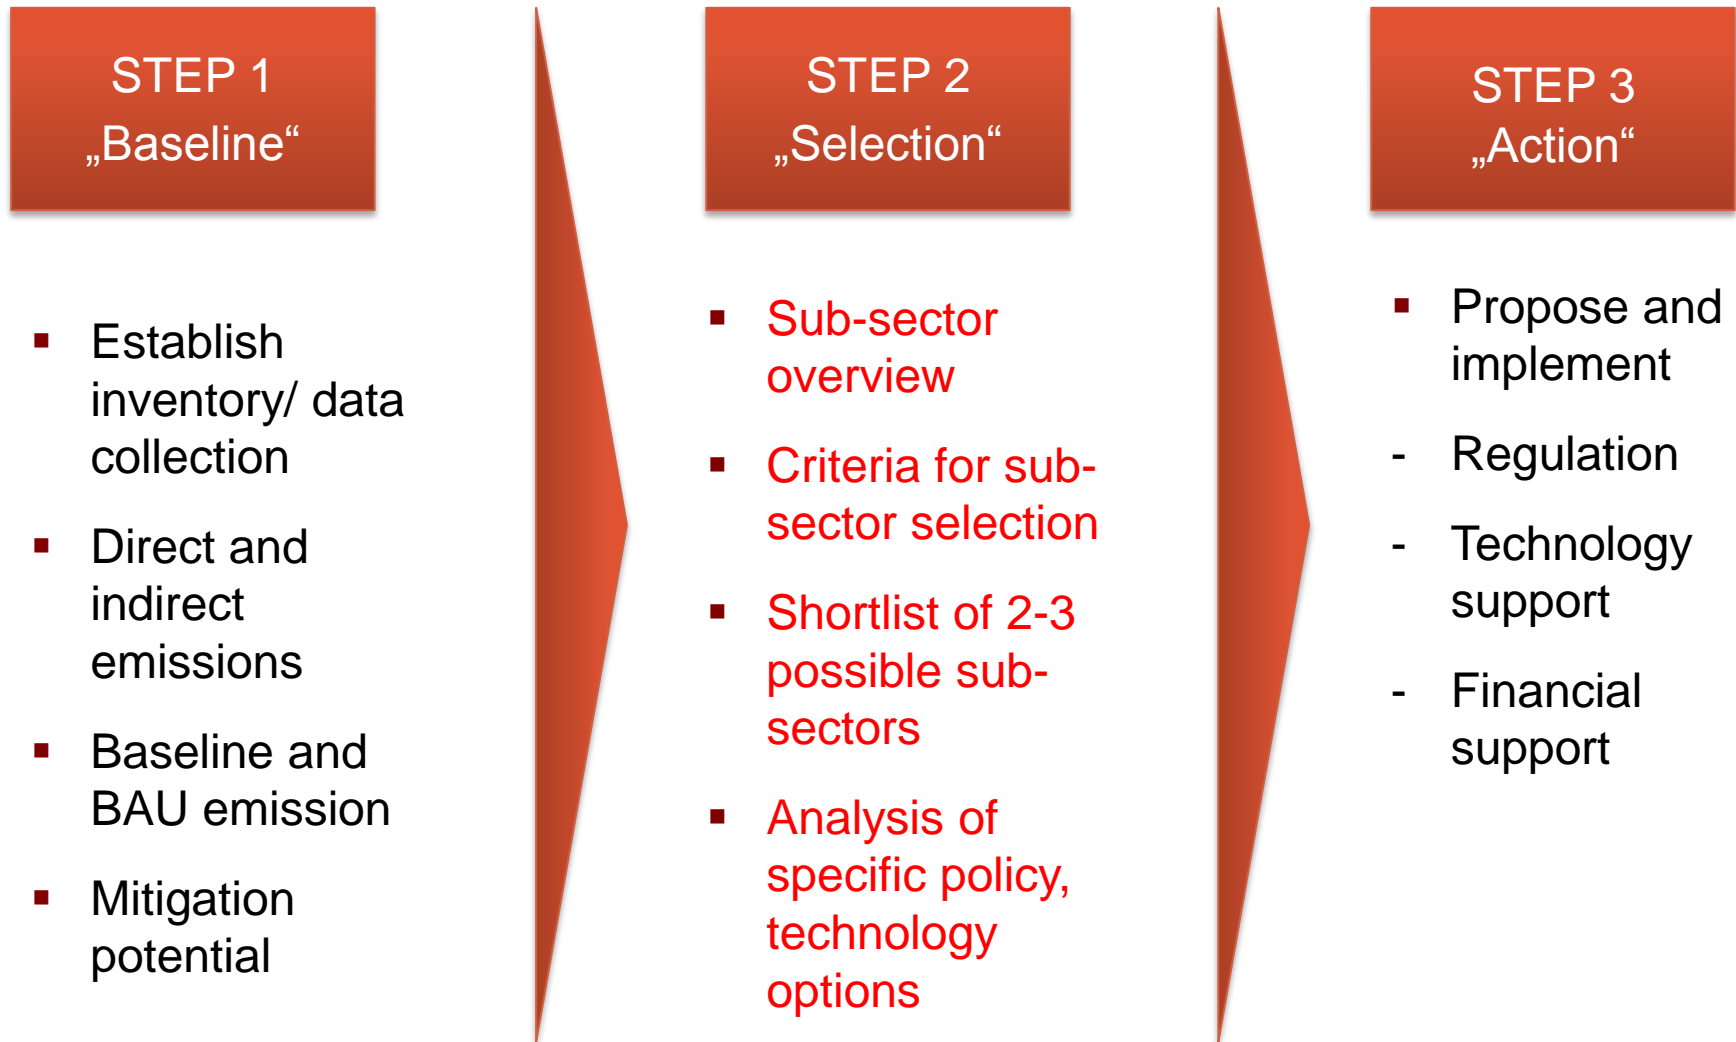 STEP 1
„Baseline“
▪ Establish
inventory/ data
collection
▪ Direct and
indirect
emissions
▪ Baseline and
BAU emission
▪ Mitigation
potential
STEP 2
„Selection“
▪ Sub-sector
overview
▪ Criteria for sub-
sector selection
▪ Shortlist of 2-3
possible sub-
sectors
▪ Analysis of
specific policy,
technology
options
STEP 3
„Action“
▪ Propose and
implement
- Regulation
- Technology
support
- Financial
support